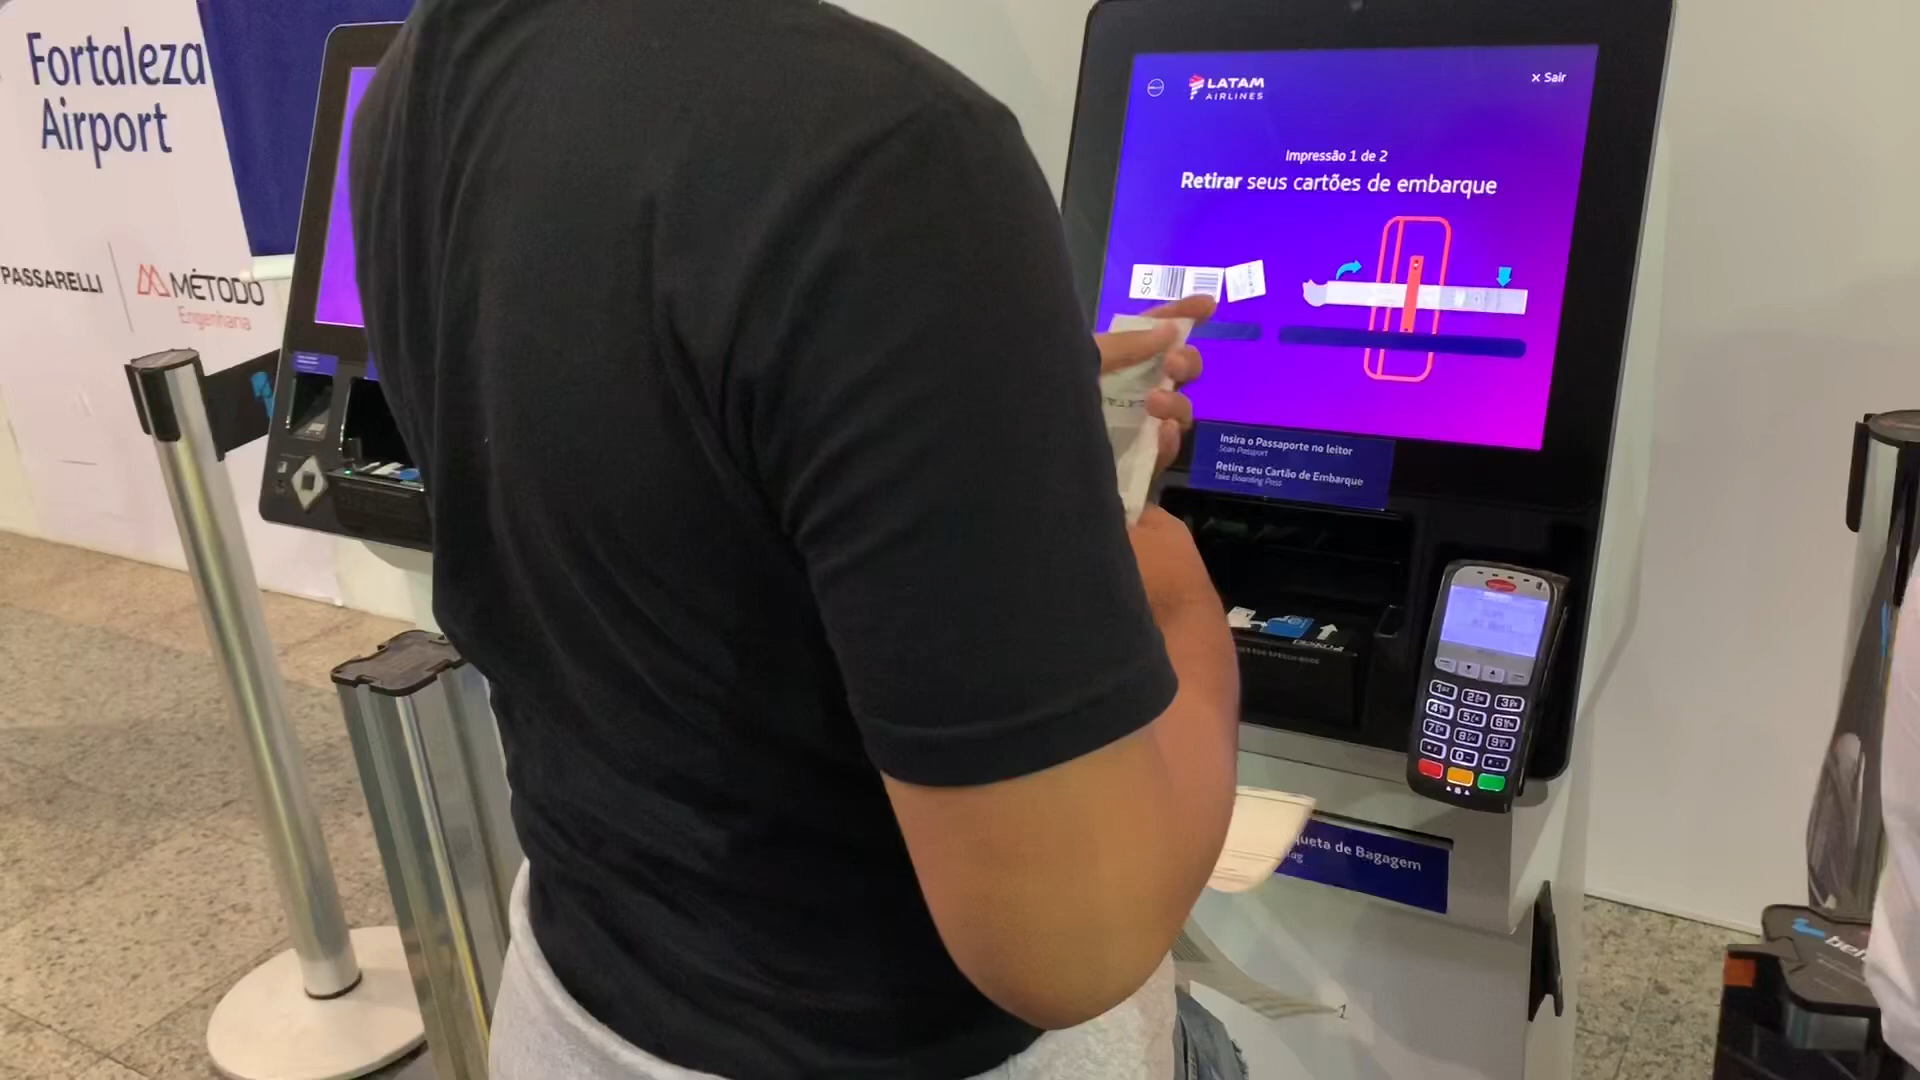 Fortaleza
Airport
PASSARELLI
MÉTODO
Engenharia
LATAM
AIRLINES
× Sair
Impressão 1 de 2
Retirar seus cartões de embarque
SCL
Insira o Passaporte no leitor
Scan Passport
Retire seu Cartão de Embarque
Take Boarding Pass
queta de Bagagem